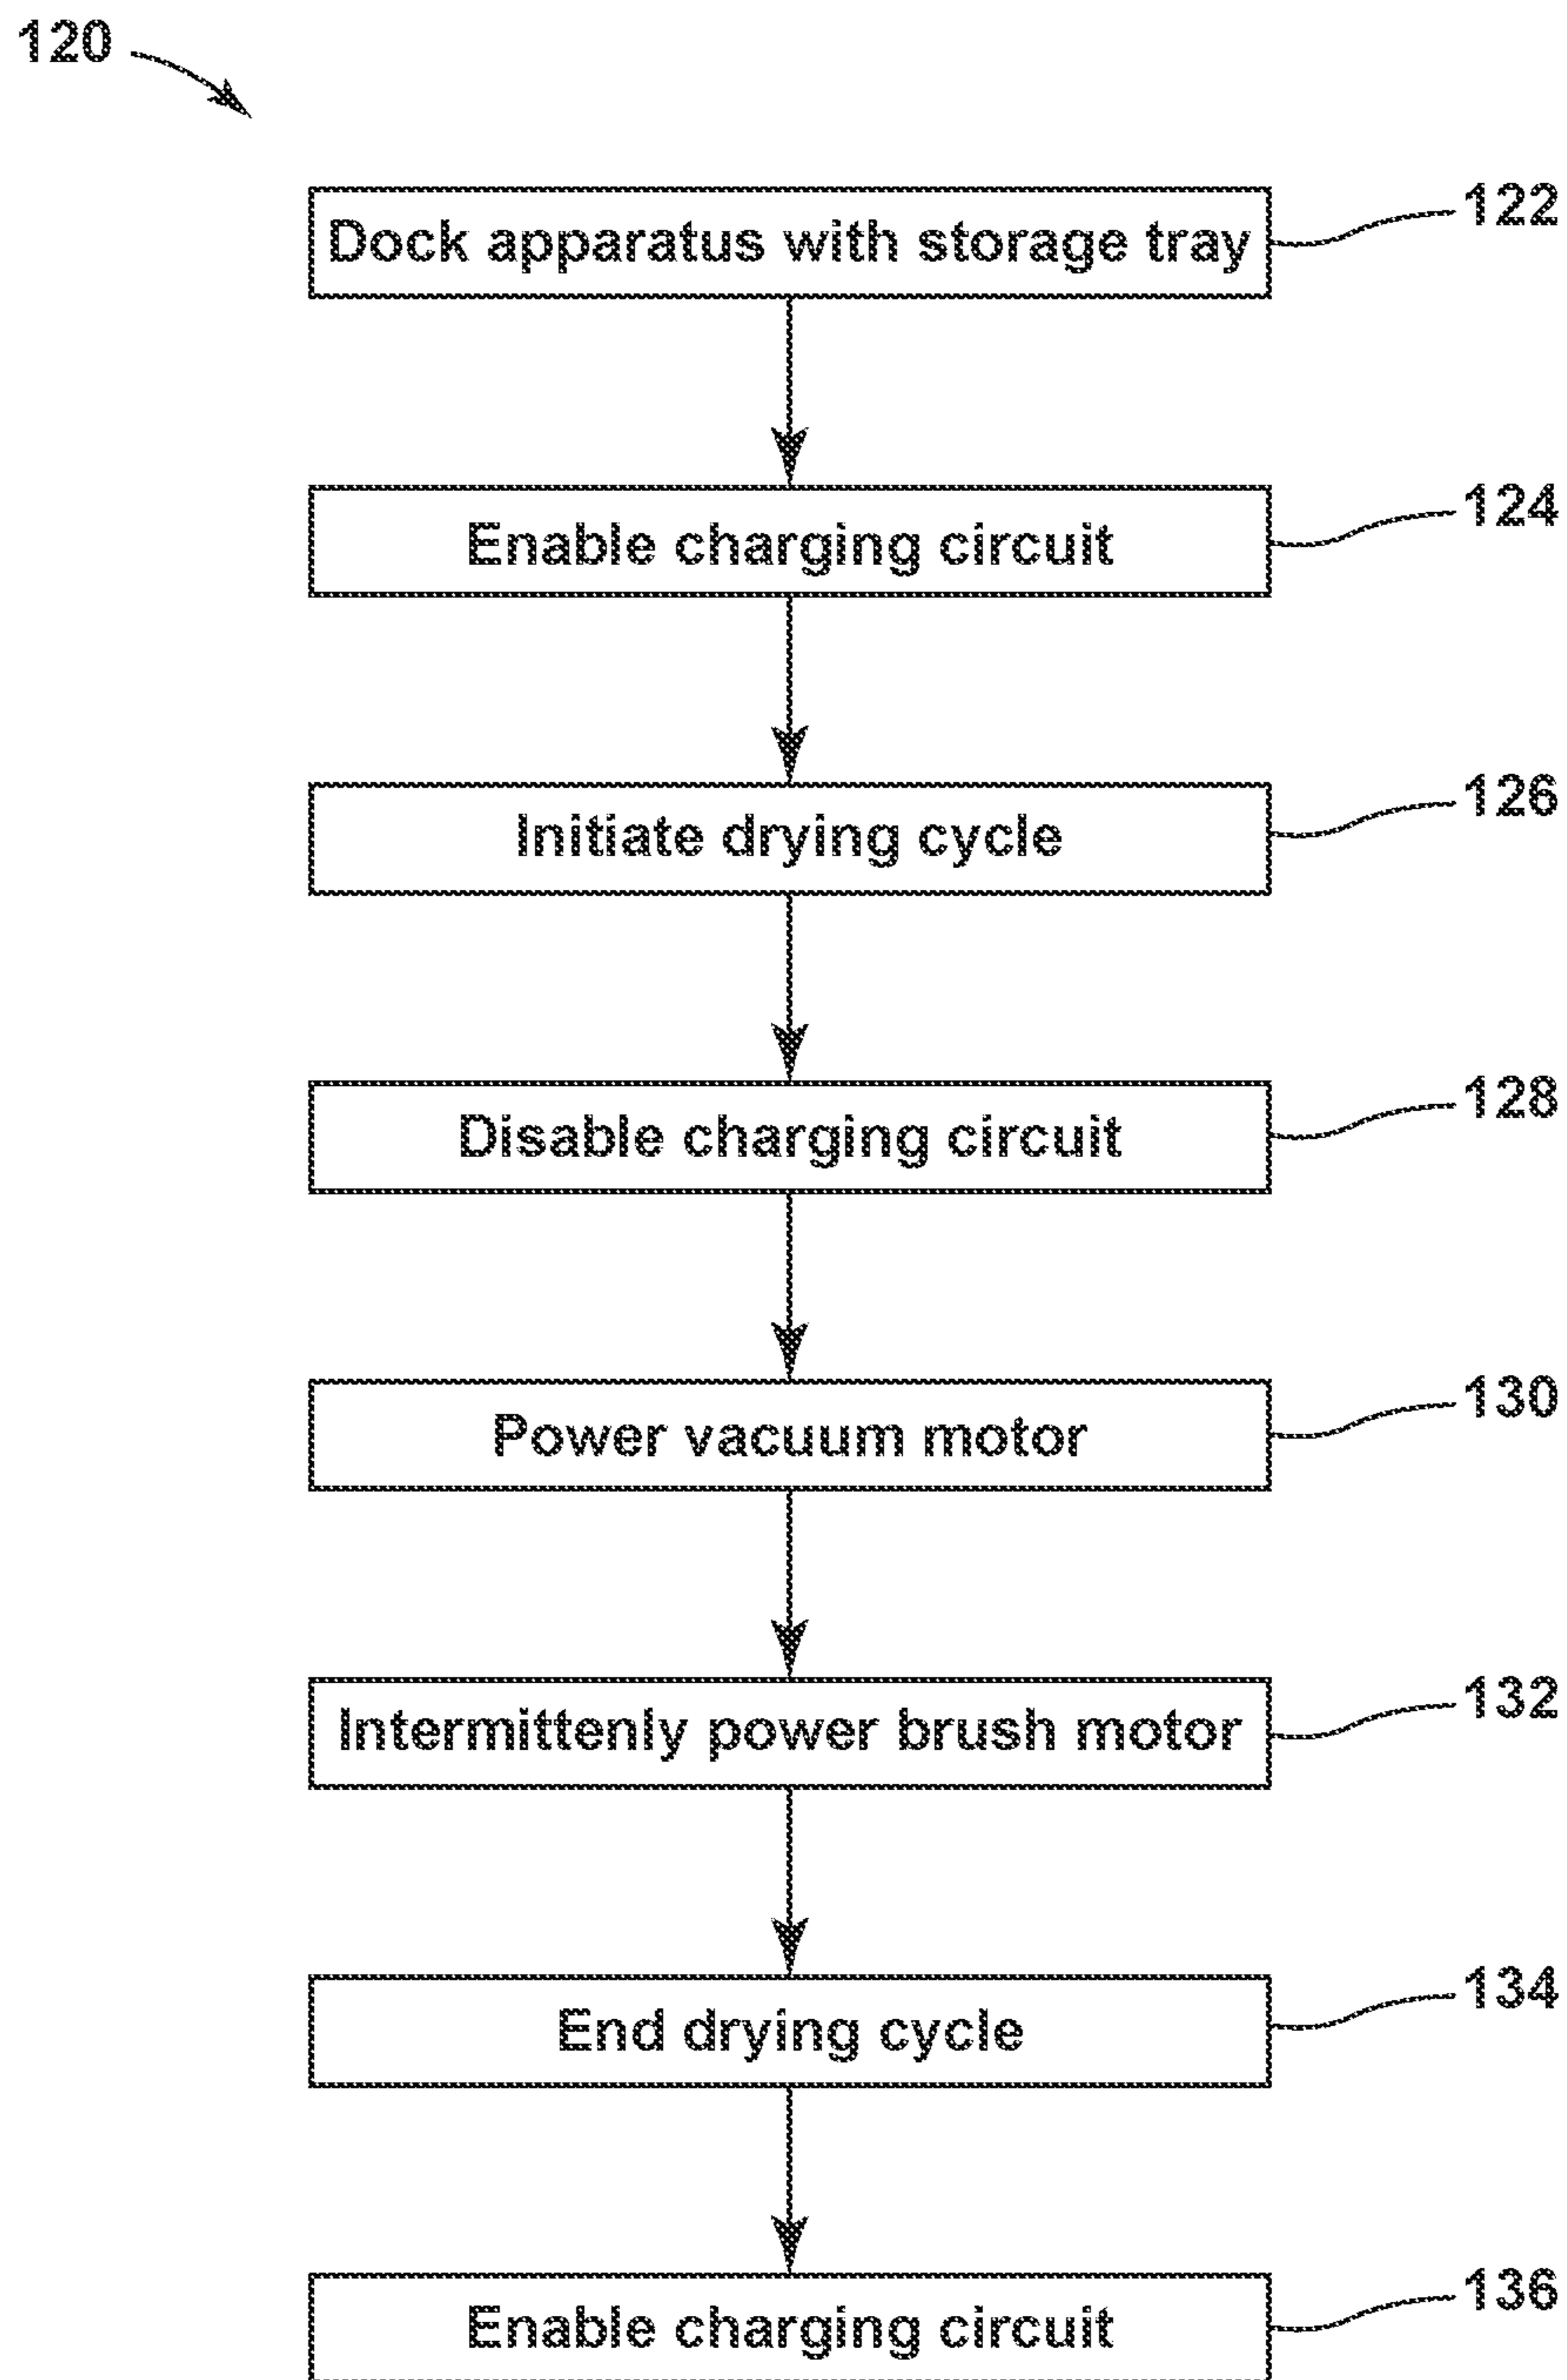 120
Dock apparatus with storage tray 122
Enable charging circuit 124
Initiate drying cycle 126
Disable charging circuit 128
Power vacuum motor 130
Intermittenly power brush motor 132
End drying cycle 134
Enable charging circuit 136